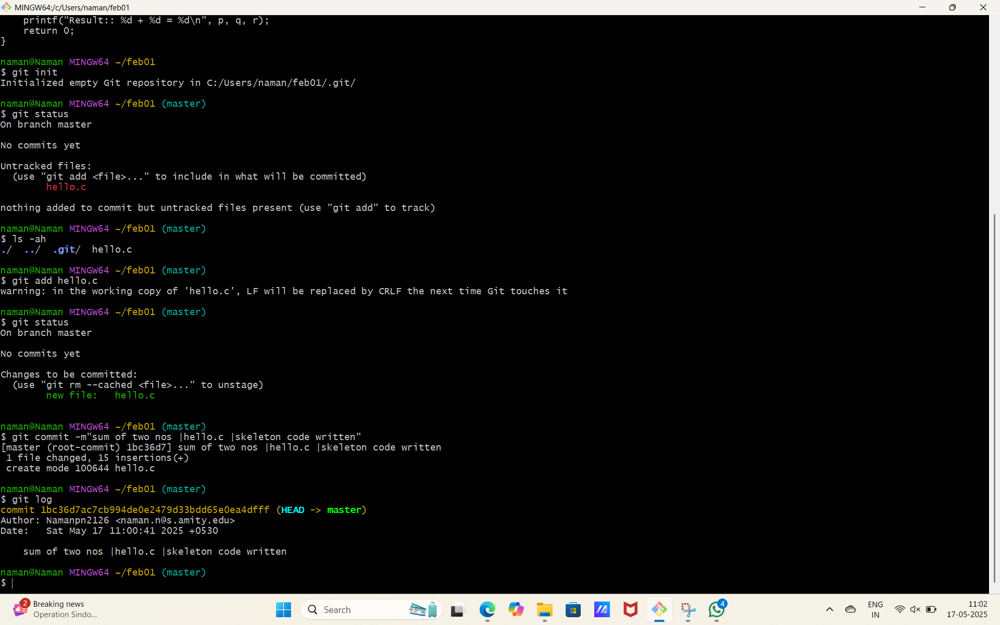 MINGW64:/c/Users/naman/feb01
    printf("Result:: %d + %d = %d\n", p, q, r);
    return 0;
}
naman@Naman MINGW64 ~/feb01
$ git init
Initialized empty Git repository in C:/Users/naman/feb01/.git/
naman@Naman MINGW64 ~/feb01 (master)
$ git status
On branch master
No commits yet
Untracked files:
  (use "git add <file>..." to include in what will be committed)
        hello.c
nothing added to commit but untracked files present (use "git add" to track)
naman@Naman MINGW64 ~/feb01 (master)
$ ls -ah
./  ../  .git/  hello.c
naman@Naman MINGW64 ~/feb01 (master)
$ git add hello.c
warning: in the working copy of 'hello.c', LF will be replaced by CRLF the next time Git touches it
naman@Naman MINGW64 ~/feb01 (master)
$ git status
On branch master
No commits yet
Changes to be committed:
  (use "git rm --cached <file>..." to unstage)
        new file:   hello.c
naman@Naman MINGW64 ~/feb01 (master)
$ git commit -m"sum of two nos |hello.c |skeleton code written"
[master (root-commit) 1bc36d7] sum of two nos |hello.c |skeleton code written
 1 file changed, 15 insertions(+)
 create mode 100644 hello.c
naman@Naman MINGW64 ~/feb01 (master)
$ git log
commit 1bc36d7ac7cb994de0e2479d33bdd65e0ea4dfff (HEAD -> master)
Author: Namanpn2126 <naman.n@s.amity.edu>
Date:   Sat May 17 11:00:41 2025 +0530
    sum of two nos |hello.c |skeleton code written
naman@Naman MINGW64 ~/feb01 (master)
$
2
Breaking news
Operation Sindo...
Search
4
ENG
IN
11:02
17-05-2025